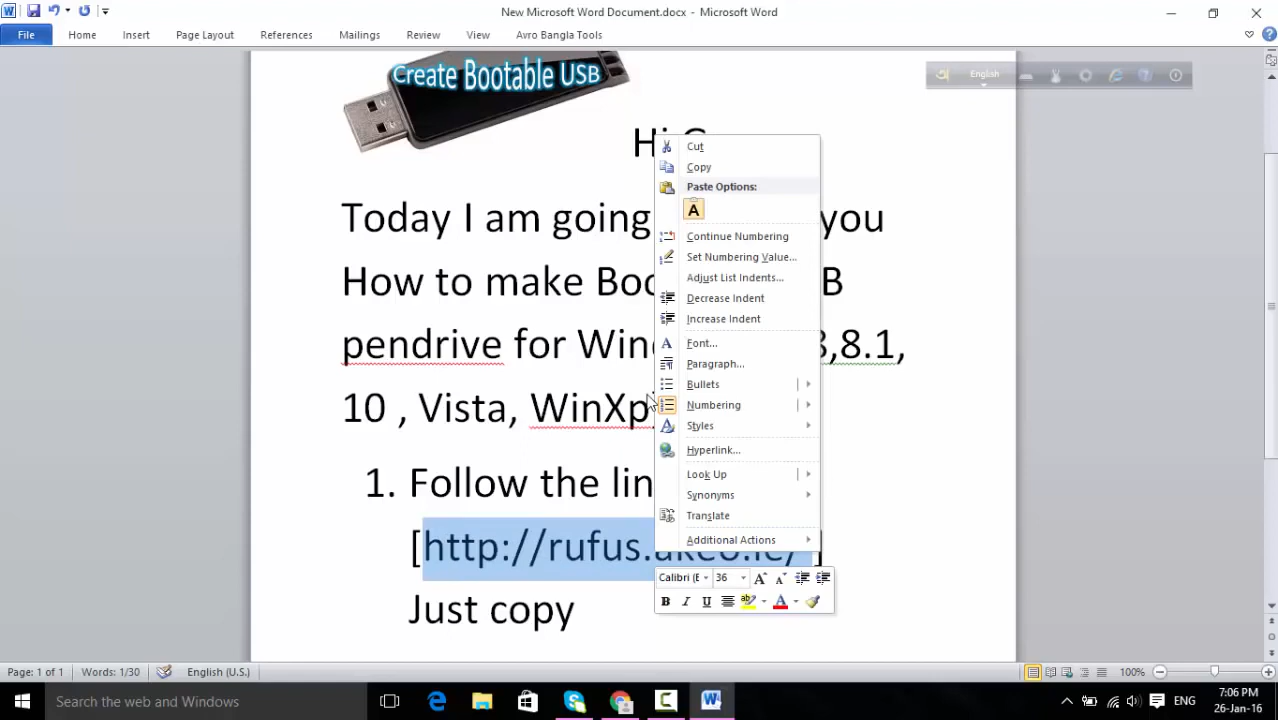 New Microsoft Word Document.docx - Microsoft Word
File Home Insert Page Layout References Mailings Review View Avro Bangla Tools
English
Create Bootable USB
Hi G
Cut
Copy
Paste Options:
A
Today I am going you
Continue Numbering
Set Numbering Value...
Adjust List Indents...
How to make Boo B
Decrease Indent
Increase Indent
pendrive for Win 8,8.1,
Font...
Paragraph...
Bullets
10 , Vista, WinXp
Numbering
Styles
Hyperlink...
1. Follow the lin
Look Up
Synonyms
Translate
[http://rufus.akeo.ie/ ]
Additional Actions
Calibri (E 36
B I U ab A
Just copy
Page: 1 of 1 Words: 1/30 English (U.S.) 100%
Search the web and Windows
ENG
7:06 PM
26-Jan-16